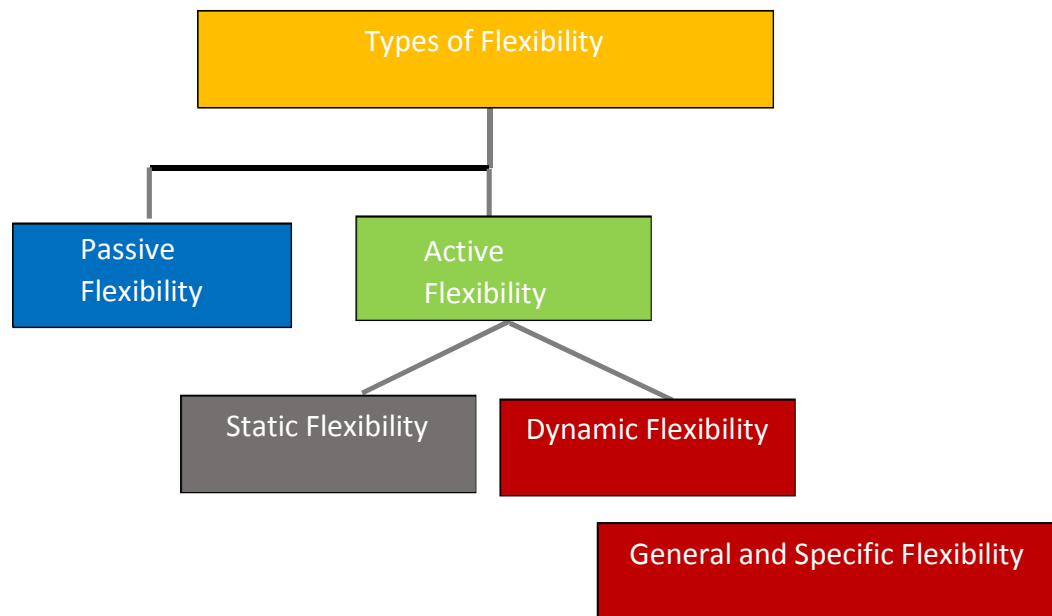 Types of Flexibility
Passive
Flexibility
Active
Flexibility
Static Flexibility
Dynamic Flexibility
General and Specific Flexibility